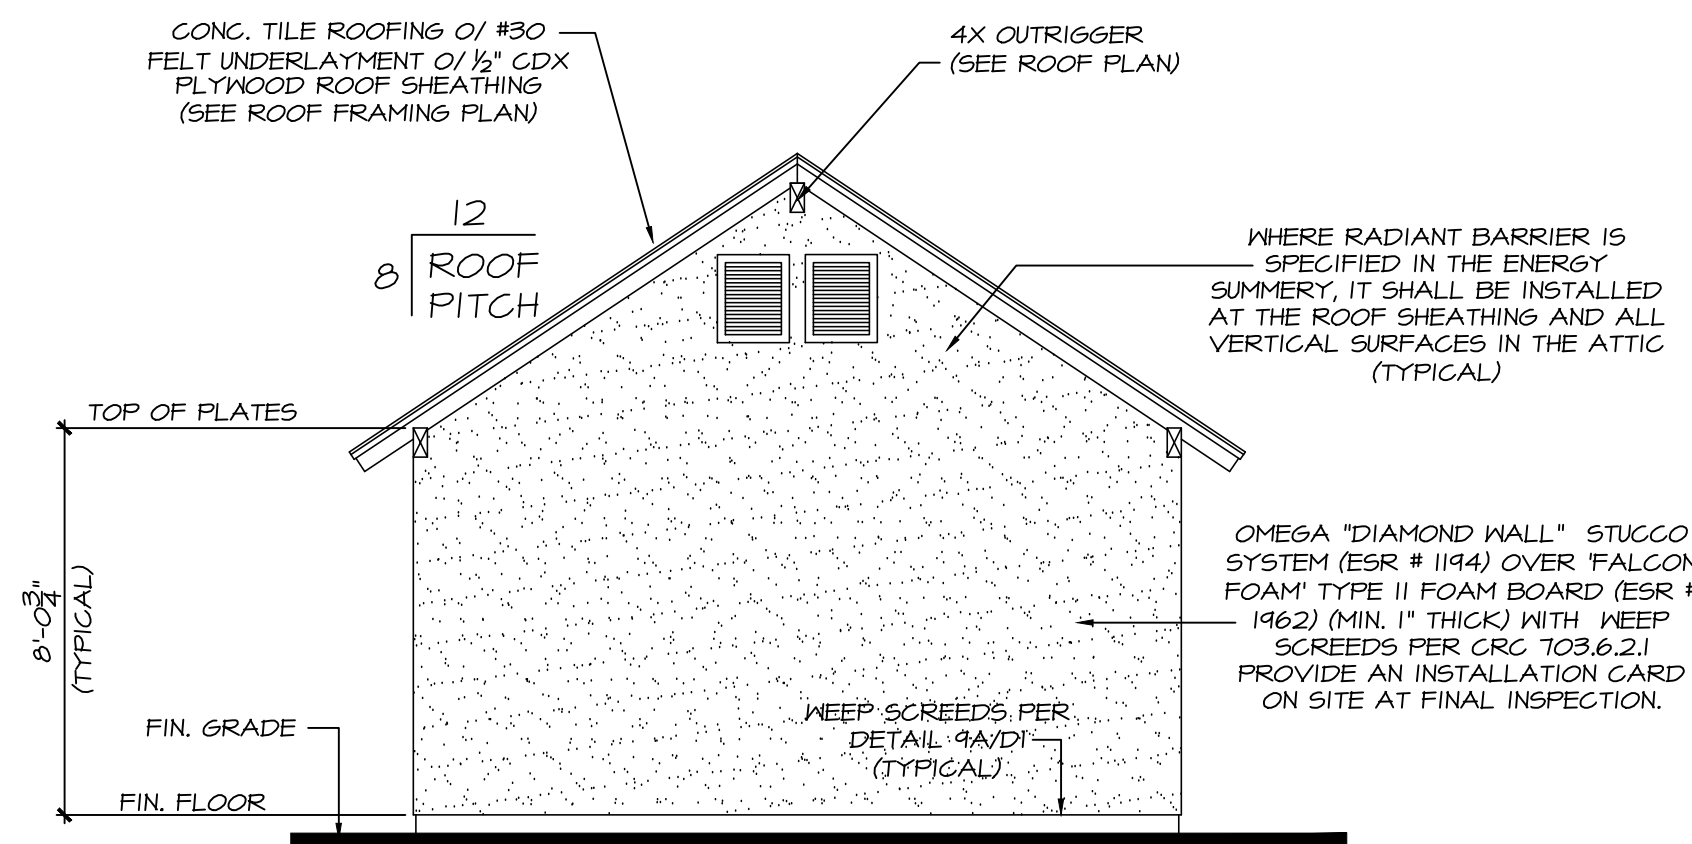 CONC. TILE ROOFING O/ #30
FELT UNDERLAYMENT O/ ½" CDX
PLYWOOD ROOF SHEATHING
(SEE ROOF FRAMING PLAN)
4X OUTRIGGER
(SEE ROOF PLAN)
12
8
ROOF
PITCH
WHERE RADIANT BARRIER IS
SPECIFIED IN THE ENERGY
SUMMERY, IT SHALL BE INSTALLED
AT THE ROOF SHEATHING AND ALL
VERTICAL SURFACES IN THE ATTIC
(TYPICAL)
TOP OF PLATES
8'-0¾"
(TYPICAL)
OMEGA "DIAMOND WALL" STUCCO
SYSTEM (ESR # 1194) OVER 'FALCON
FOAM' TYPE II FOAM BOARD (ESR #
1962) (MIN. 1" THICK) WITH WEEP
SCREEDS PER CRC 703.6.2.1
PROVIDE AN INSTALLATION CARD
ON SITE AT FINAL INSPECTION.
WEEP SCREEDS PER
DETAIL 9A/D1
(TYPICAL)
FIN. GRADE
FIN. FLOOR